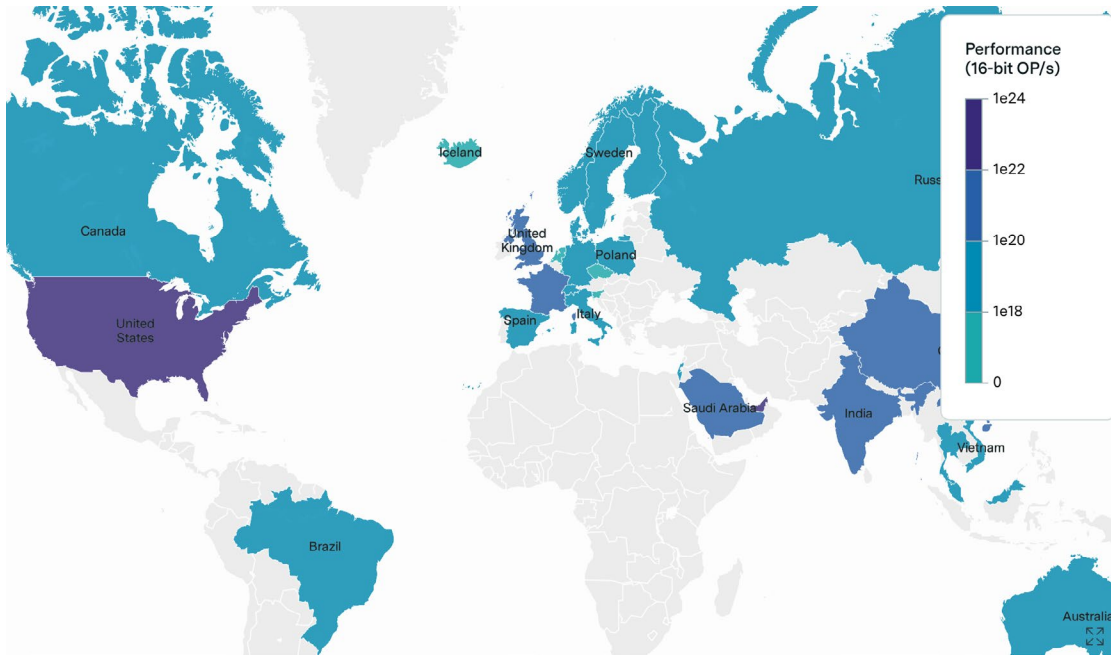 Performance
(16-bit OP/s)
1e24
1e22
1e20
1e18
0
Iceland
Sweden
Russ
Canada
United
Kingdom
Poland
United
States
Spain
Italy
Saudi Arabia
India
Vietnam
Brazil
Australia